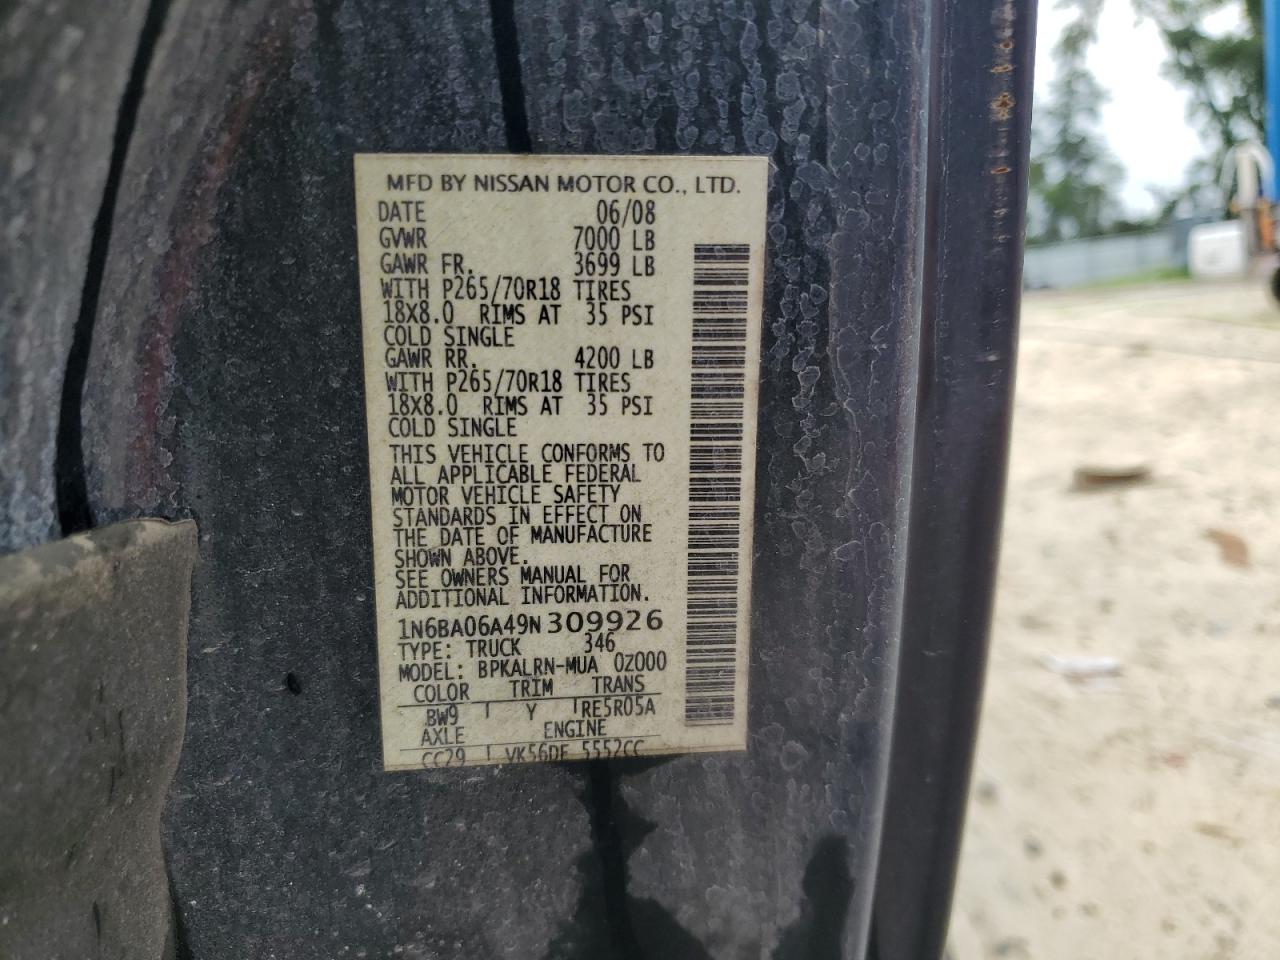 MFD BY NISSAN MOTOR CO., LTD.
DATE 06/08
GVWR 7000 LB
GAWR FR. 3699 LB
WITH P265/70R18 TIRES
18X8.0 RIMS AT 35 PSI
COLD SINGLE
GAWR RR. 4200 LB
WITH P265/70R18 TIRES
18X8.0 RIMS AT 35 PSI
COLD SINGLE
THIS VEHICLE CONFORMS TO
ALL APPLICABLE FEDERAL
MOTOR VEHICLE SAFETY
STANDARDS IN EFFECT ON
THE DATE OF MANUFACTURE
SHOWN ABOVE.
SEE OWNERS MANUAL FOR
ADDITIONAL INFORMATION.
1N6BA06A49N309926
TYPE: TRUCK 346
MODEL: BPKALRN-MUA 0Z000
COLOR TRIM TRANS
BW9 Y RE5R05A
AXLE ENGINE
CC29 VK56DE 5552CC